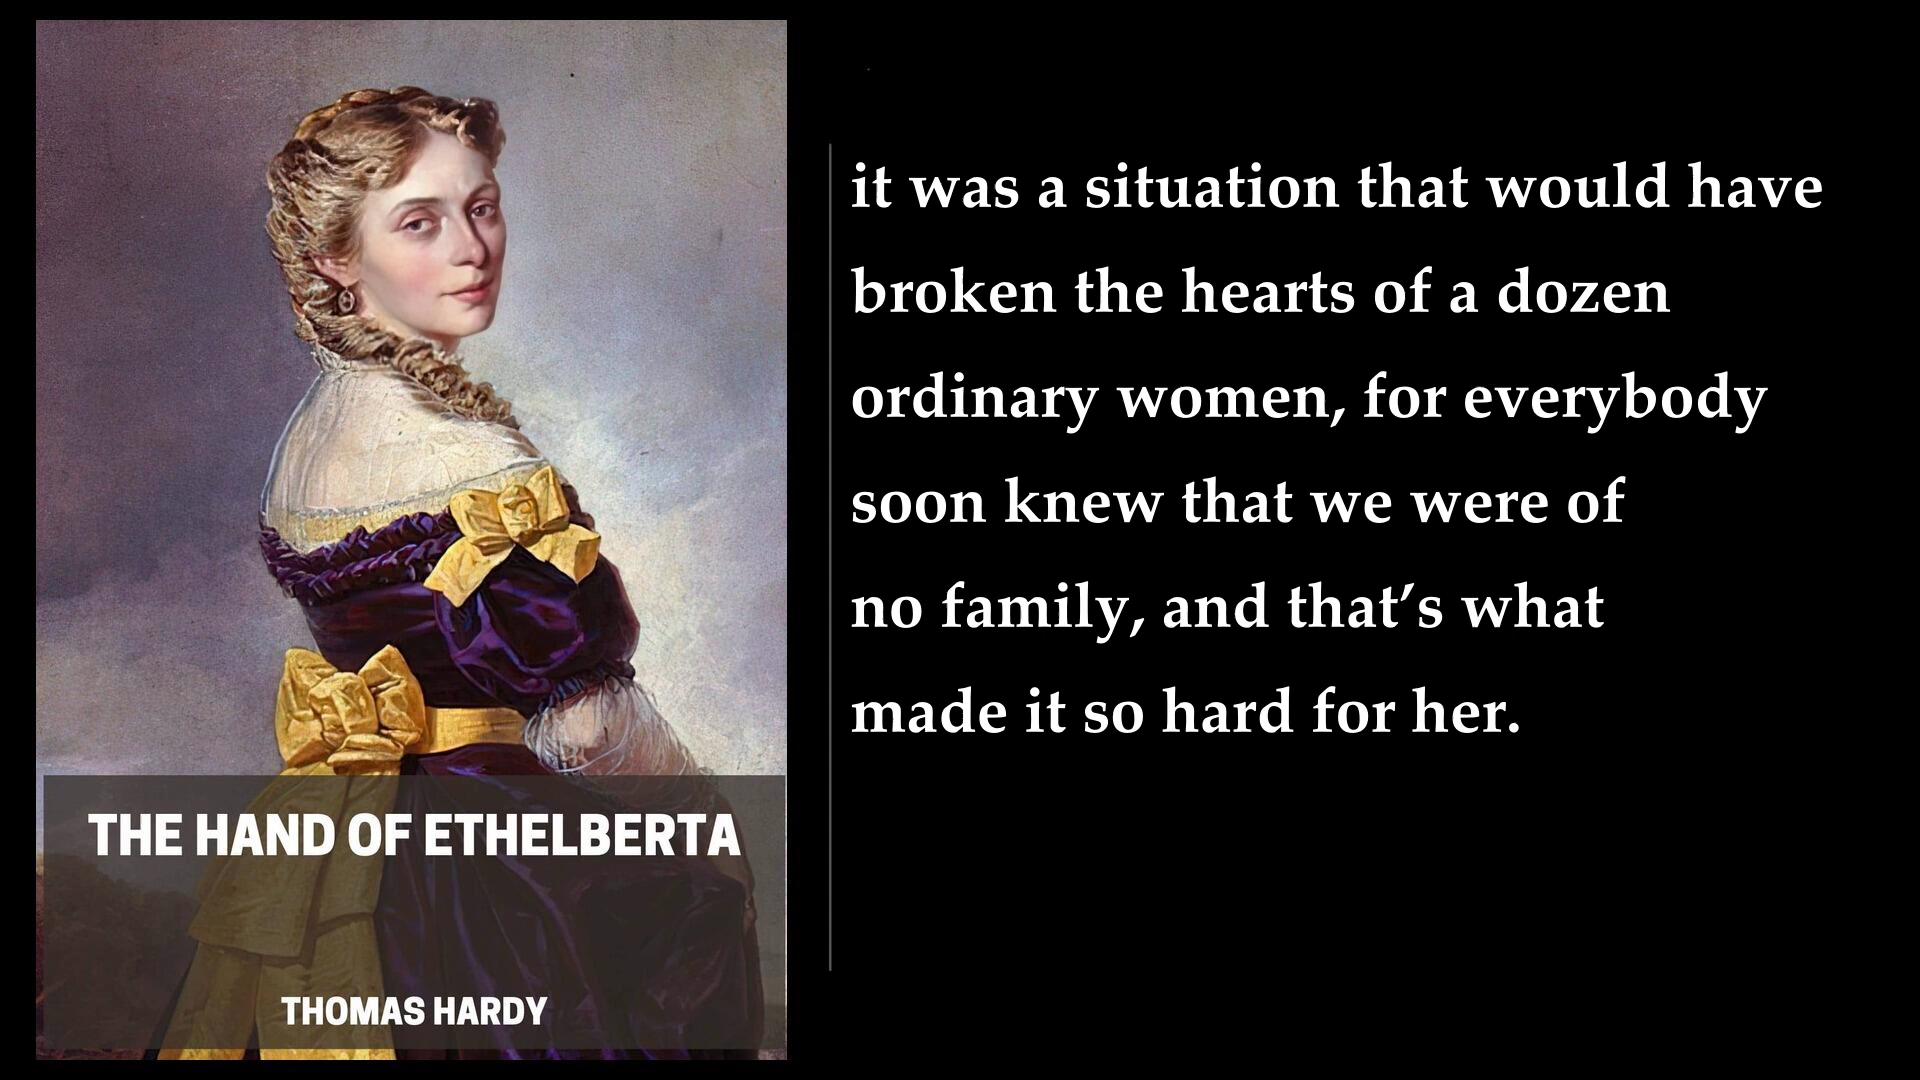 THE HAND OF ETHELBERTA
THOMAS HARDY
it was a situation that would have
broken the hearts of a dozen
ordinary women, for everybody
soon knew that we were of
no family, and that’s what
made it so hard for her.